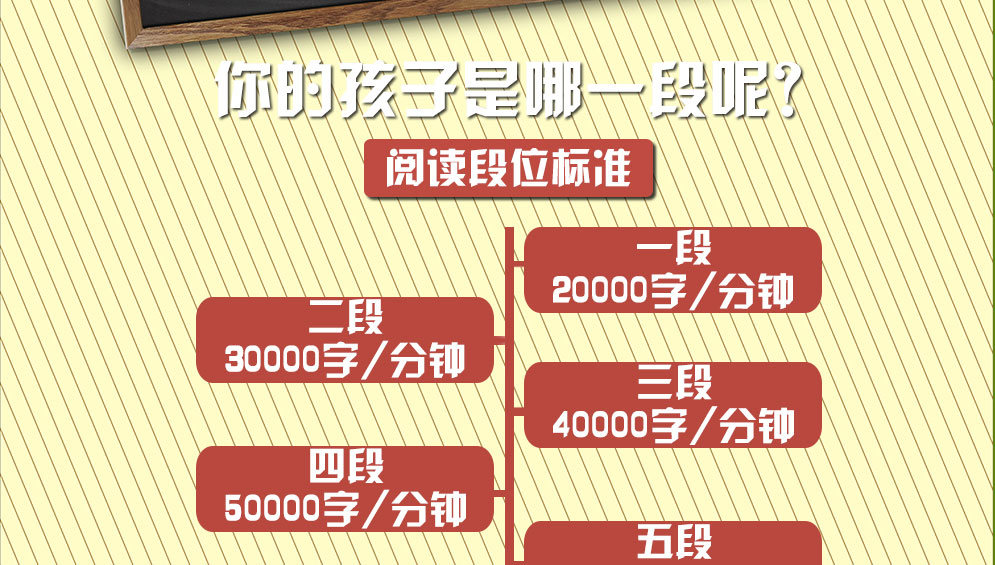 你的孩子是哪一段呢?
阅读段位标准
一段
20000字/分钟
二段
30000字/分钟
三段
40000字/分钟
四段
50000字/分钟
五段